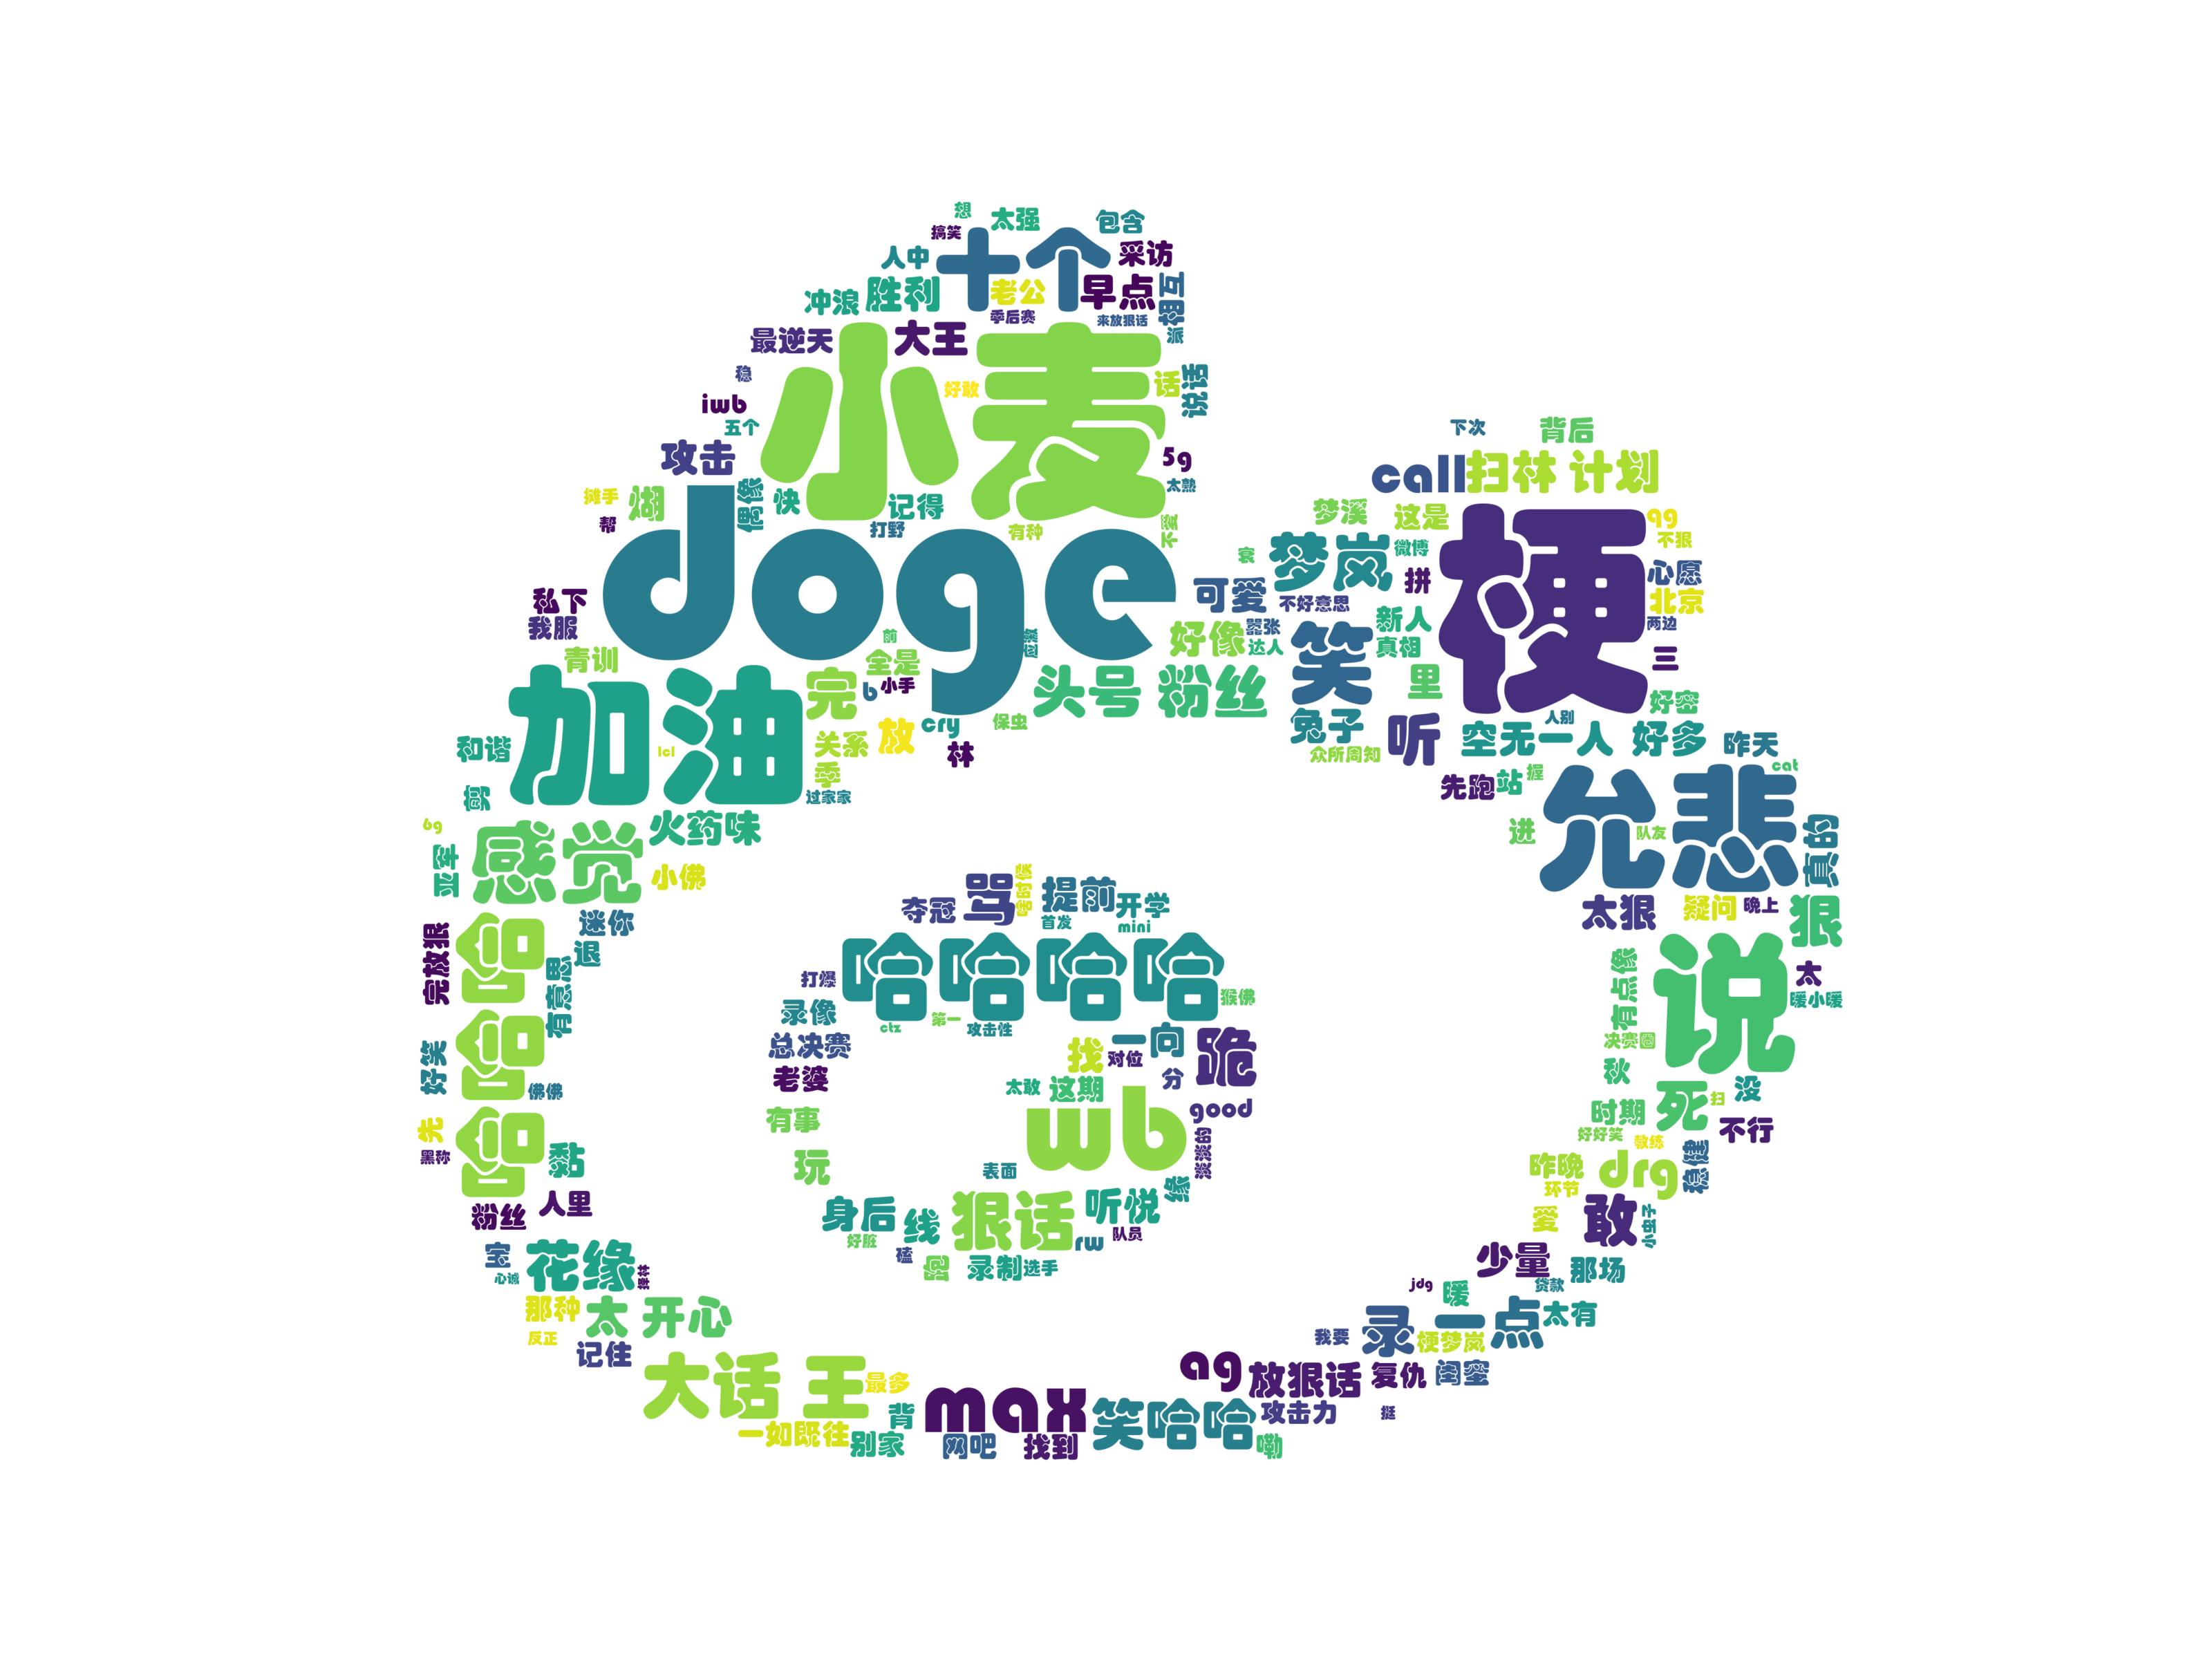 想 太强 包含
搞笑 十个 采访
人中 老公 早点 相互
冲浪 胜利 季后赛 来放狠话 派
最逆天 大王 小麦
稳 好敢 话 说话
iwb
五个
攻击 5g
摊手 煳 偶像 快 记得 太熟
帮 打野 有种 不爱
doge
私下
我服 前
青训 全是
加油 完 b 小手 头号 粉丝
放 cry 保虫
和谐 lcl 关系 林
季
剪 过家家
下次 背后
call 扫林 计划
梦溪 这是 梗 qg
衰 梦岚 微博 不狠
可爱 不好意思 拼 心愿
北京
好像 嚣张 笑 新人 两边
达人 真相 三
里 好密
兔子 听 空无一人 人别 好多 昨天
众所周知
先跑 站 握 允悲 cat
进 队友 真的
6g 感觉 火药味
亚军 小佛
太狠 疑问 晚上 狠
哈哈哈 迷你
完放狠 退
有意思
好笑 佛佛
先
黑称 黏
粉丝 人里
夺冠 骂 啥时候 提前 开学
首发 mini
打爆 哈哈哈哈 猴佛
录像 ctz 第一 攻击性
总决赛 找 一向 跪
老婆 对位
太敢 这期 分
有事 wb good
玩 表面 淡淡的
身后 线 狠话 听悦 缘
好脏 rw 队员
磕 录制 选手
有点像 说 太
暖小暖
决赛圈
秋
时期 死 扫 没
好好笑 教练 不行
昨晚 drg 稳健
环节
爱 敢 小虫子
宝 花缘 择林
心诚
少量 那场
jdg 暖 贷款
那种 太 开心
反正
记住
我要 录 一点 太有
梗梦岚
大话 王 最多
ag 放狠话 复仇 闺蜜
背 max 笑哈哈 攻击力 挺
一如既往 别家 网吧 找到 嘞